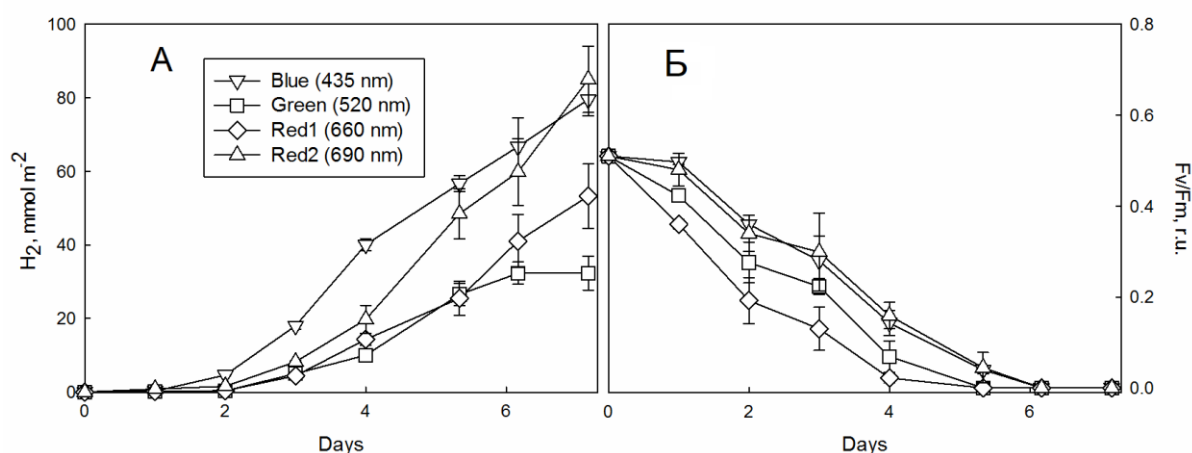 А
Б
Blue (435 nm)
Green (520 nm)
Red1 (660 nm)
Red2 (690 nm)
H2, mmol m-2
100
80
60
40
20
0
0 2 4 6
Days
0 2 4 6
Days
0.8
0.6
0.4
0.2
0.0
Fv/Fm, r.u.